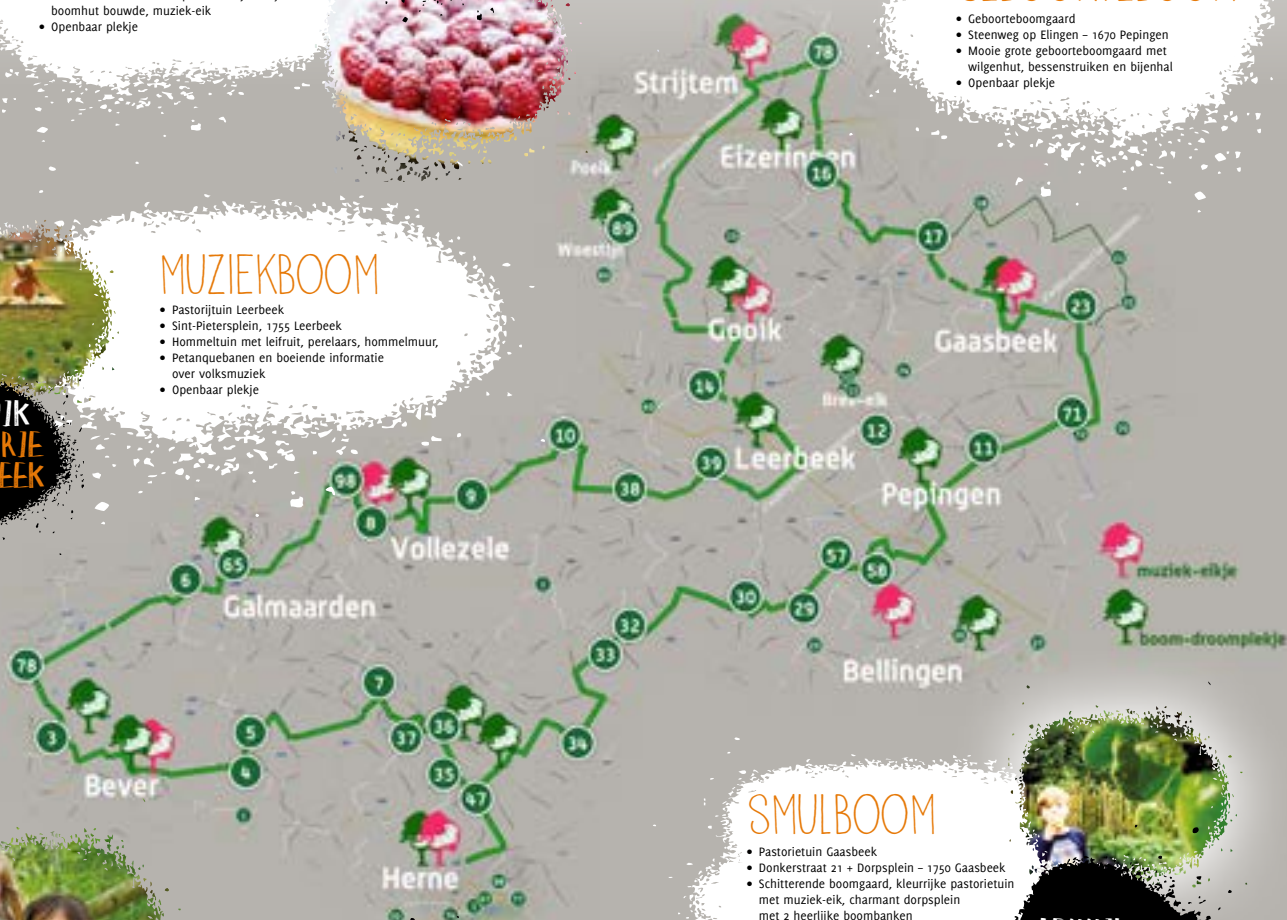 boomhut bouwde, muziek-eik
• Openbaar plekje
• Geboorteboomgaard
• Steenweg op Elingen – 1670 Pepingen
• Mooie grote geboorteboomgaard met
wilgenhut, bessenstruiken en bijenhal
• Openbaar plekje
MUZIEKBOOM
• Pastorijtuin Leerbeek
• Sint-Pietersplein, 1755 Leerbeek
• Hommeltuin met leifruit, perelaars, hommelmuur,
• Petanquebanen en boeiende informatie
over volksmuziek
• Openbaar plekje
IK
RIE
EEK
78
Strijtem
Eizeringen
16
89
17
Gooik
Gaasbeek
23
14
71
12
11
10
39
Leerbeek
98
38
9
Pepingen
8
Vollezele
57
65
6
58
Galmaarden
30
29
muziek-eikje
32
boom-droomplekje
33
78
Bellingen
7
36
5
3
37
34
4
35
Bever
47
Herne
SMULBOOM
• Pastorietuin Gaasbeek
• Donkerstraat 21 + Dorpsplein – 1750 Gaasbeek
• Schitterende boomgaard, kleurrijke pastorietuin
met muziek-eik, charmant dorpsplein
met 2 heerlijke boombanken